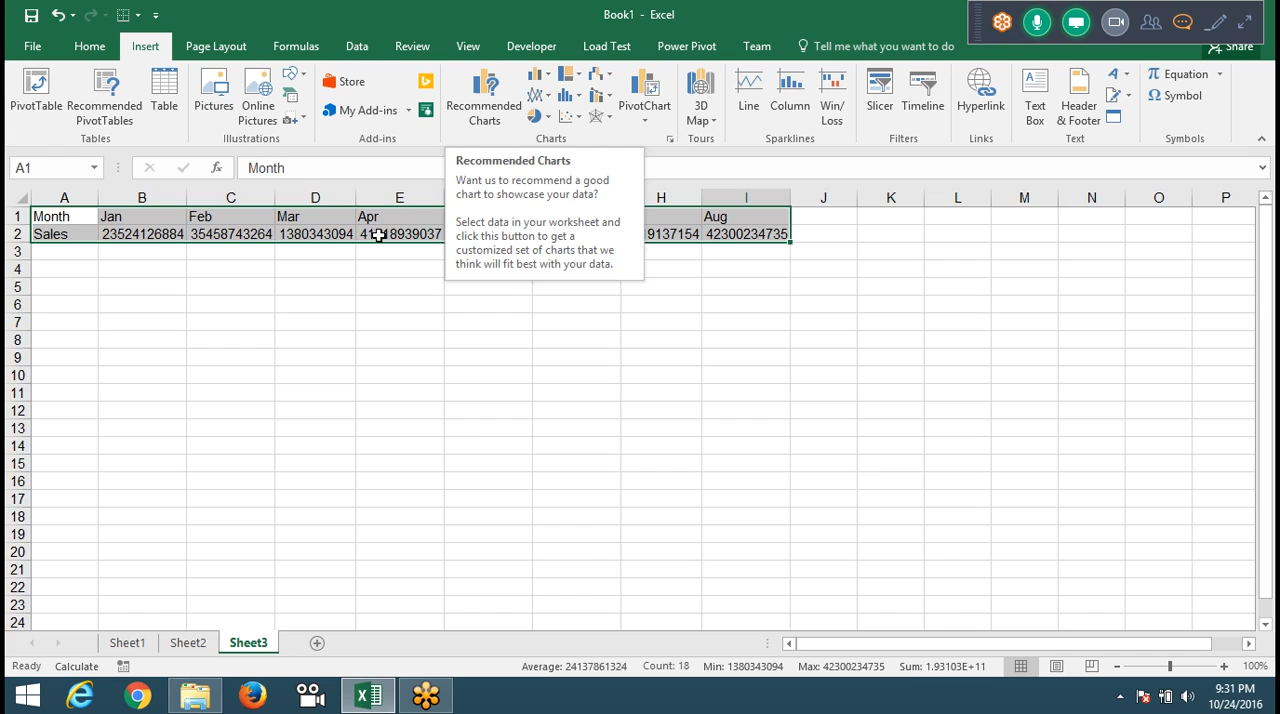 Book1 - Excel
File Home Insert Page Layout Formulas Data Review View Developer Load Test Power Pivot Team Tell me what you want to do Share
PivotTable
Recommended PivotTables
Table
Tables
Pictures
Online Pictures
Illustrations
Store
My Add-ins
Add-ins
Recommended Charts
PivotChart
Charts
3D Map
Tours
Line
Column
Win/Loss
Sparklines
Slicer
Timeline
Filters
Hyperlink
Links
Text Box
Header & Footer
Text
Equation
Symbol
Symbols
A1
fx
Month
Recommended Charts
Want us to recommend a good
chart to showcase your data?
Select data in your worksheet and
click this button to get a
customized set of charts that we
think will fit best with your data.
A B C D E H I J K L M N O P
1 Month Jan Feb Mar Apr Aug
2 Sales 23524126884 35458743264 1380343094 9137154 42300234735
3
4
5
6
7
8
9
10
11
12
13
14
15
16
17
18
19
20
21
22
23
24
Sheet1 Sheet2 Sheet3
Ready Calculate Average: 24137861324 Count: 18 Min: 1380343094 Max: 42300234735 Sum: 1.93103E+11 100%
9:31 PM
10/24/2016